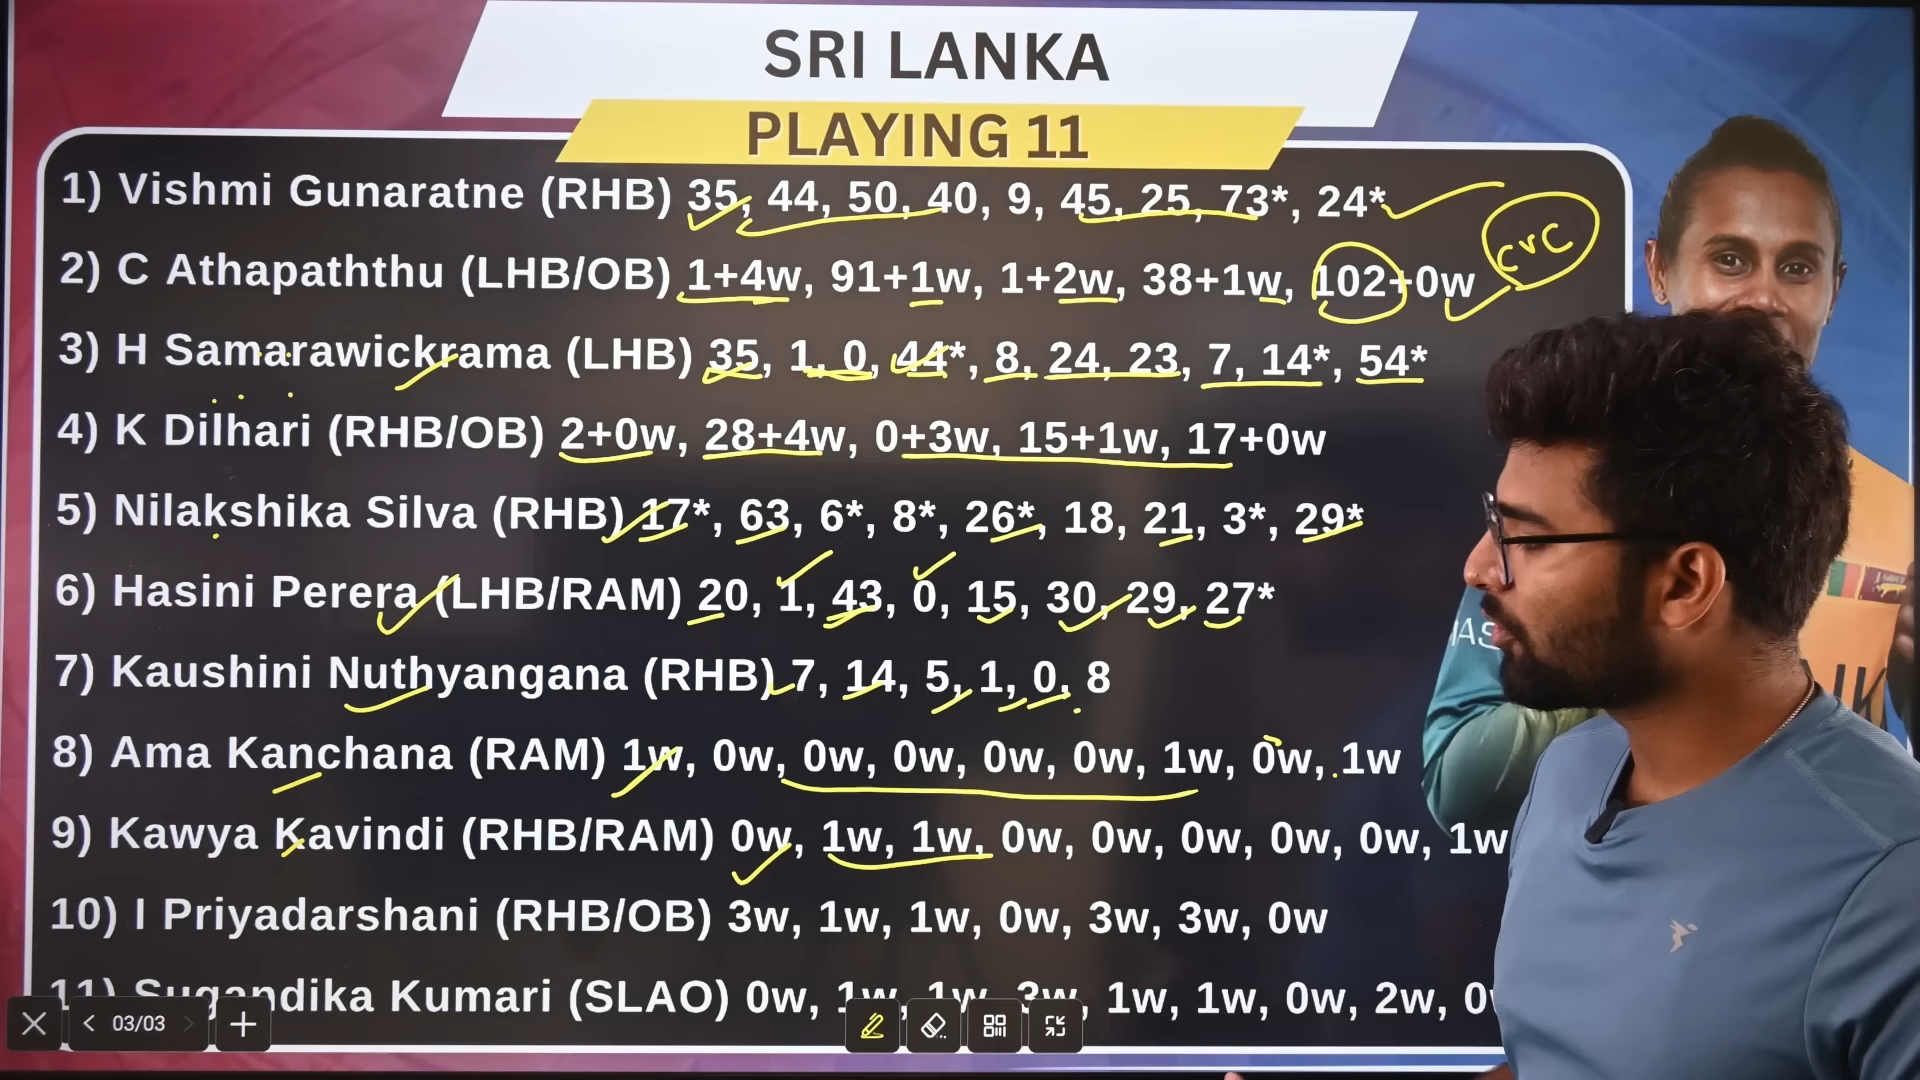 SRI LANKA
PLAYING 11
1) Vishmi Gunaratne (RHB) 35, 44, 50, 40, 9, 45, 25, 73*, 24*
cvc
2) C Athapaththu (LHB/OB) 1+4w, 91+1w, 1+2w, 38+1w, 102+0w
3) H Samarawickrama (LHB) 35, 1, 0, 44*, 8, 24, 23, 7, 14*, 54*
4) K Dilhari (RHB/OB) 2+0w, 28+4w, 0+3w, 15+1w, 17+0w
5) Nilakshika Silva (RHB) 17*, 63, 6*, 8*, 26*, 18, 21, 3*, 29*
6) Hasini Perera (LHB/RAM) 20, 1, 43, 0, 15, 30, 29, 27*
7) Kaushini Nuthyangana (RHB) 7, 14, 5, 1, 0, 8
8) Ama Kanchana (RAM) 1w, 0w, 0w, 0w, 0w, 0w, 1w, 0w, 1w
9) Kawya Kavindi (RHB/RAM) 0w, 1w, 1w, 0w, 0w, 0w, 0w, 0w, 1w
10) I Priyadarshani (RHB/OB) 3w, 1w, 1w, 0w, 3w, 3w, 0w
11) Sugandika Kumari (SLAO) 0w, 1w, 1w, 3w, 1w, 1w, 0w, 2w,
03/03